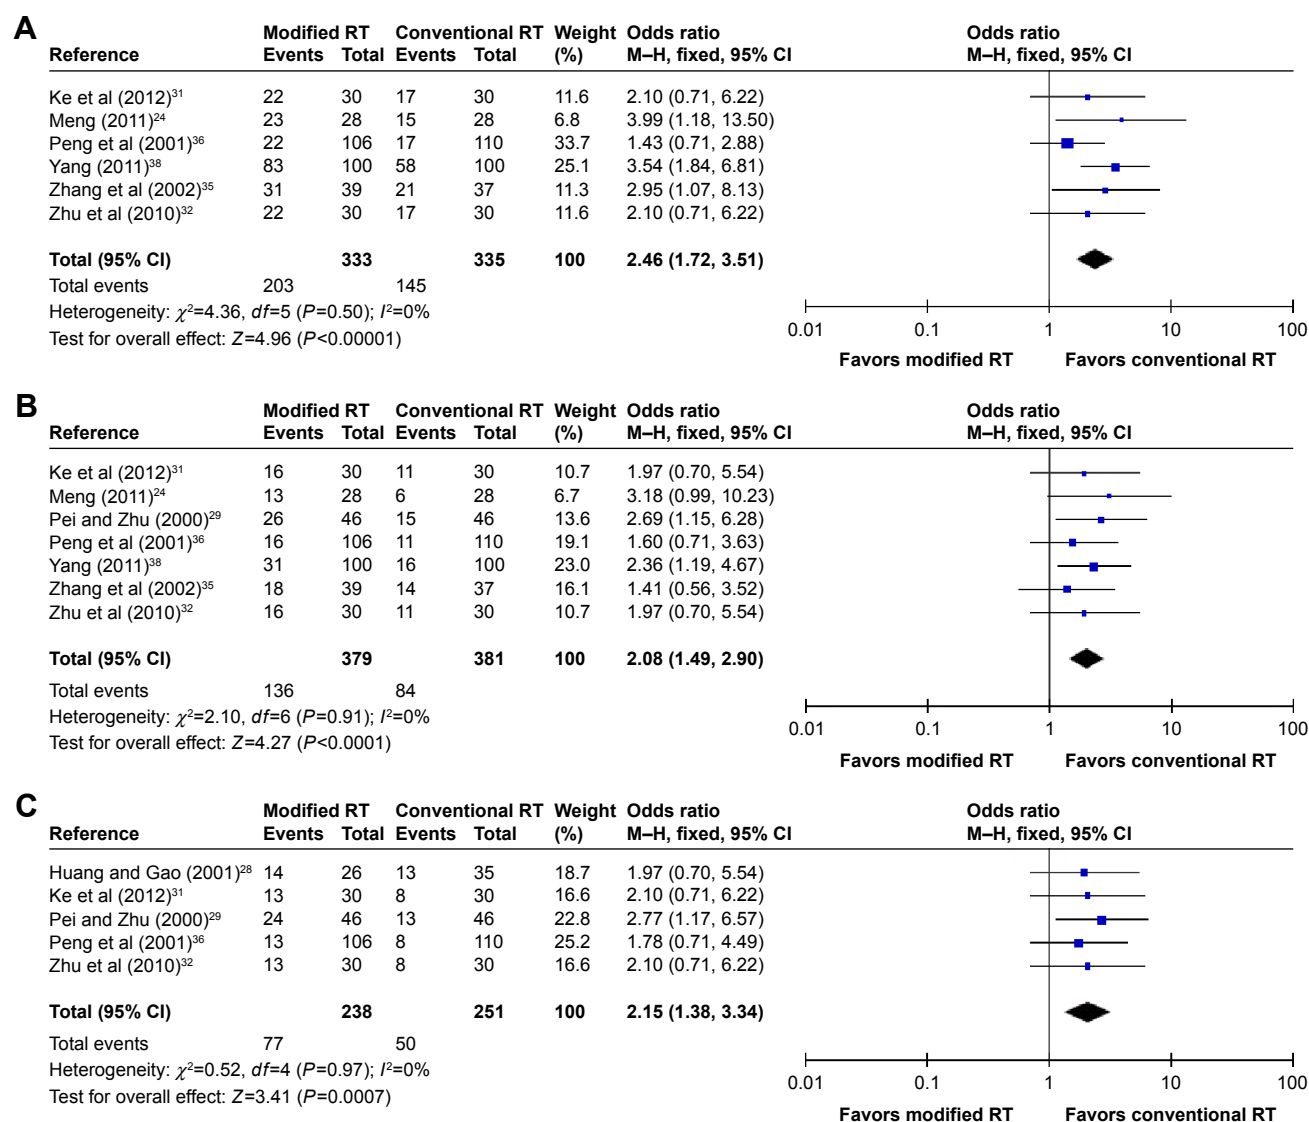 A
Modified RT Conventional RT Weight Odds ratio Odds ratio
Reference Events Total Events Total (%) M–H, fixed, 95% CI M–H, fixed, 95% CI
Ke et al (2012)31 22 30 17 30 11.6 2.10 (0.71, 6.22)
Meng (2011)24 23 28 15 28 6.8 3.99 (1.18, 13.50)
Peng et al (2001)36 22 106 17 110 33.7 1.43 (0.71, 2.88)
Yang (2011)38 83 100 58 100 25.1 3.54 (1.84, 6.81)
Zhang et al (2002)35 31 39 21 37 11.3 2.95 (1.07, 8.13)
Zhu et al (2010)32 22 30 17 30 11.6 2.10 (0.71, 6.22)
Total (95% CI) 333 335 100 2.46 (1.72, 3.51)
Total events 203 145
Heterogeneity: χ2=4.36, df=5 (P=0.50); I2=0%
Test for overall effect: Z=4.96 (P<0.00001)
0.01 0.1 1 10 100
Favors modified RT Favors conventional RT
B
Modified RT Conventional RT Weight Odds ratio Odds ratio
Reference Events Total Events Total (%) M–H, fixed, 95% CI M–H, fixed, 95% CI
Ke et al (2012)31 16 30 11 30 10.7 1.97 (0.70, 5.54)
Meng (2011)24 13 28 6 28 6.7 3.18 (0.99, 10.23)
Pei and Zhu (2000)29 26 46 15 46 13.6 2.69 (1.15, 6.28)
Peng et al (2001)36 16 106 11 110 19.1 1.60 (0.71, 3.63)
Yang (2011)38 31 100 16 100 23.0 2.36 (1.19, 4.67)
Zhang et al (2002)35 18 39 14 37 16.1 1.41 (0.56, 3.52)
Zhu et al (2010)32 16 30 11 30 10.7 1.97 (0.70, 5.54)
Total (95% CI) 379 381 100 2.08 (1.49, 2.90)
Total events 136 84
Heterogeneity: χ2=2.10, df=6 (P=0.91); I2=0%
Test for overall effect: Z=4.27 (P<0.0001)
0.01 0.1 1 10 100
Favors modified RT Favors conventional RT
C
Modified RT Conventional RT Weight Odds ratio Odds ratio
Reference Events Total Events Total (%) M–H, fixed, 95% CI M–H, fixed, 95% CI
Huang and Gao (2001)28 14 26 13 35 18.7 1.97 (0.70, 5.54)
Ke et al (2012)31 13 30 8 30 16.6 2.10 (0.71, 6.22)
Pei and Zhu (2000)29 24 46 13 46 22.8 2.77 (1.17, 6.57)
Peng et al (2001)36 13 106 8 110 25.2 1.78 (0.71, 4.49)
Zhu et al (2010)32 13 30 8 30 16.6 2.10 (0.71, 6.22)
Total (95% CI) 238 251 100 2.15 (1.38, 3.34)
Total events 77 50
Heterogeneity: χ2=0.52, df=4 (P=0.97); I2=0%
Test for overall effect: Z=3.41 (P=0.0007)
0.01 0.1 1 10 100
Favors modified RT Favors conventional RT